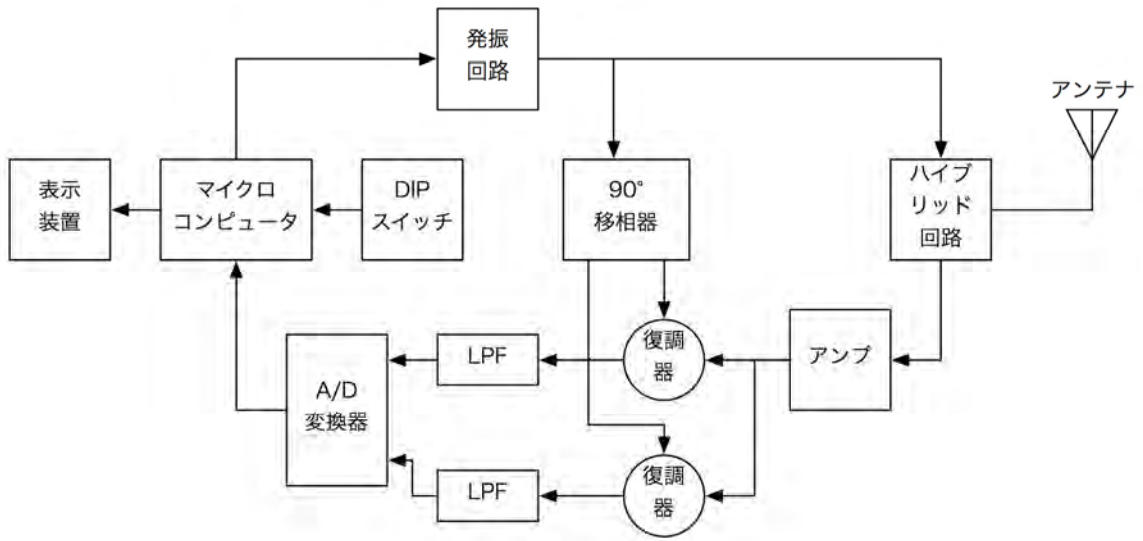 発振
回路
アンテナ
表示
装置
マイクロ
コンピュータ
DIP
スイッチ
90°
移相器
ハイブ
リッド
回路
復調
器
アンプ
LPF
A/D
変換器
復調
器
LPF